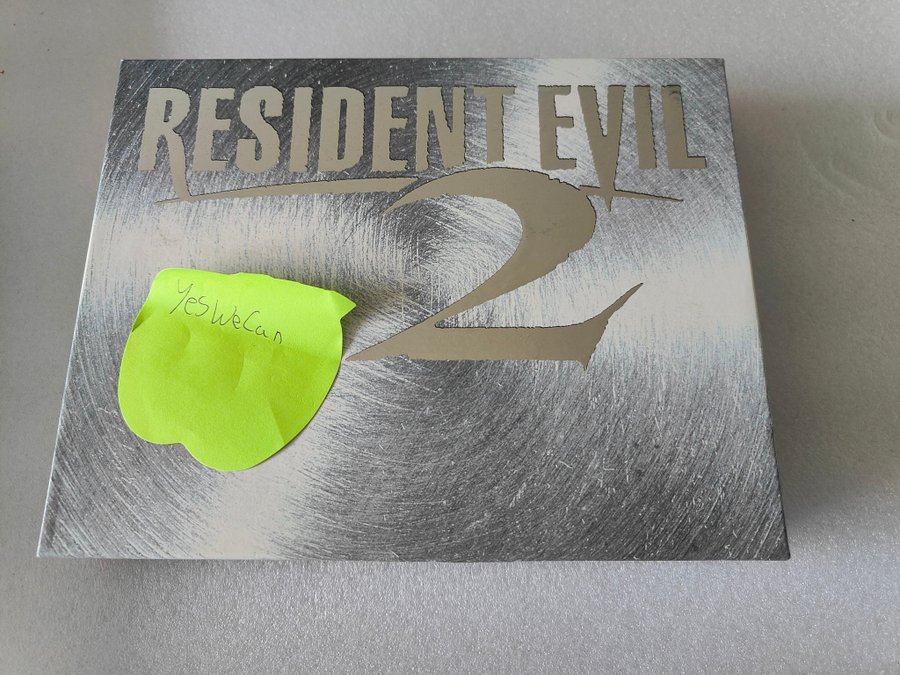 RESIDENT EVIL
2
YesWeCan